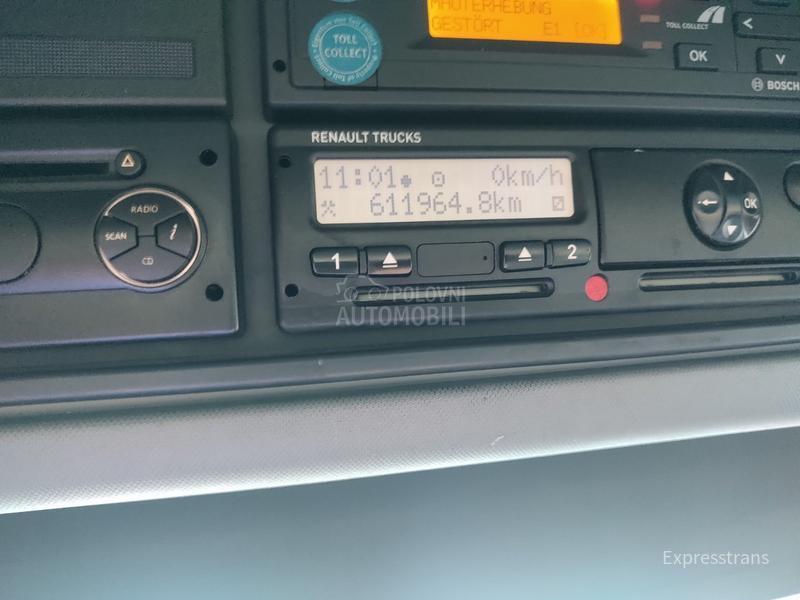 MAUTERHEBUNG
GESTÖRT E1 [OK]
TOLL COLLECT
TOLL
COLLECT
OK
BOSCH
RENAULT TRUCKS
11:01 0km/h
611964.8km
RADIO
SCAN
i
CD
OK
1
2
POLOVNI
AUTOMOBILI
Expresstrans